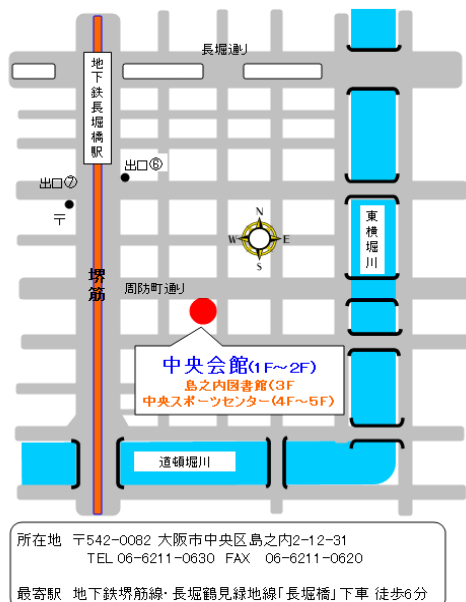 長堀通り
地下鉄長堀橋駅
出口⑥
出口⑦
〒
N
W E
S
東横堀川
堺筋
周防町通り
中央会館(1F～2F)
島之内図書館(3F
中央スポーツセンター(4F～5F)
道頓堀川
所在地 〒542-0082 大阪市中央区島之内2-12-31
TEL 06-6211-0630 FAX 06-6211-0620
最寄駅 地下鉄堺筋線・長堀鶴見緑地線「長堀橋」下車 徒歩6分